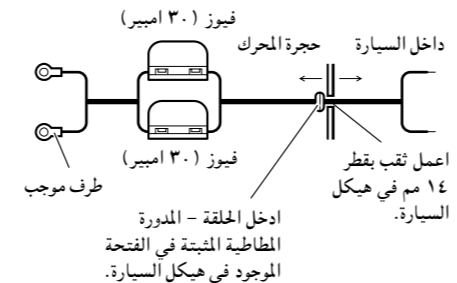 فيوز (٣٠ امبير)
داخل السيارة
حجرة المحرك
فيوز (٣٠ امبير)
طرف موجب
اعمل ثقب بقطر
١٤ مم في هيكل
السيارة.
ادخل الحلقة – المدورة
المطاطية المثبتة في الفتحة
الموجود في هيكل السيارة.